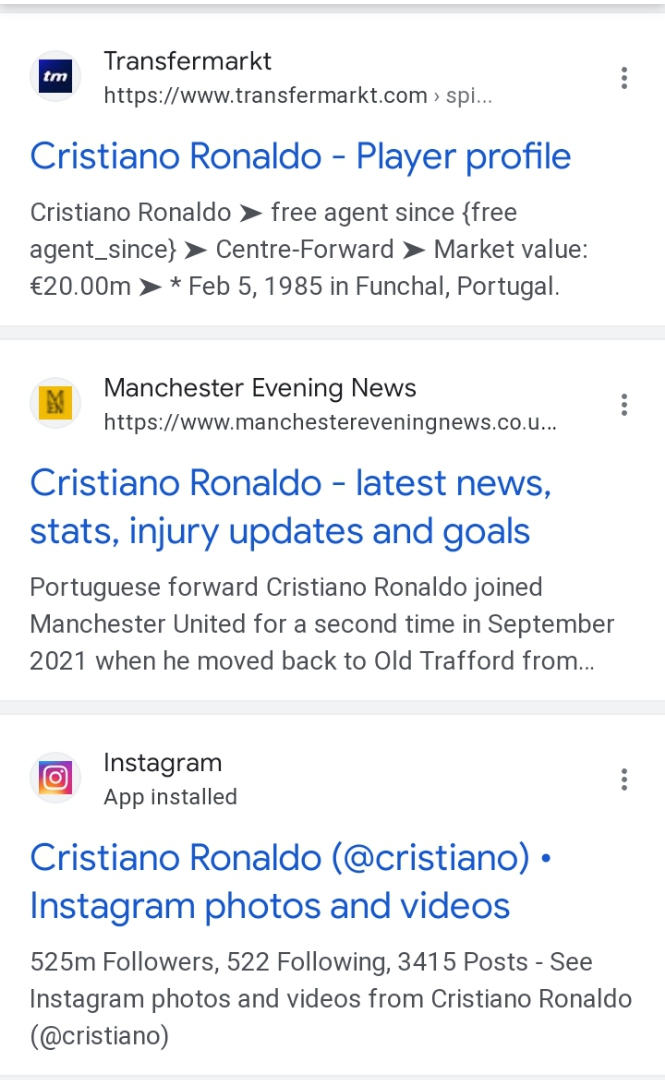 tm
Transfermarkt
https://www.transfermarkt.com › spi...
Cristiano Ronaldo - Player profile
Cristiano Ronaldo ➤ free agent since {free
agent_since} ➤ Centre-Forward ➤ Market value:
€20.00m ➤ * Feb 5, 1985 in Funchal, Portugal.
M
EN
Manchester Evening News
https://www.manchestereveningnews.co.u...
Cristiano Ronaldo - latest news,
stats, injury updates and goals
Portuguese forward Cristiano Ronaldo joined
Manchester United for a second time in September
2021 when he moved back to Old Trafford from...
Instagram
App installed
Cristiano Ronaldo (@cristiano) •
Instagram photos and videos
525m Followers, 522 Following, 3415 Posts - See
Instagram photos and videos from Cristiano Ronaldo
(@cristiano)